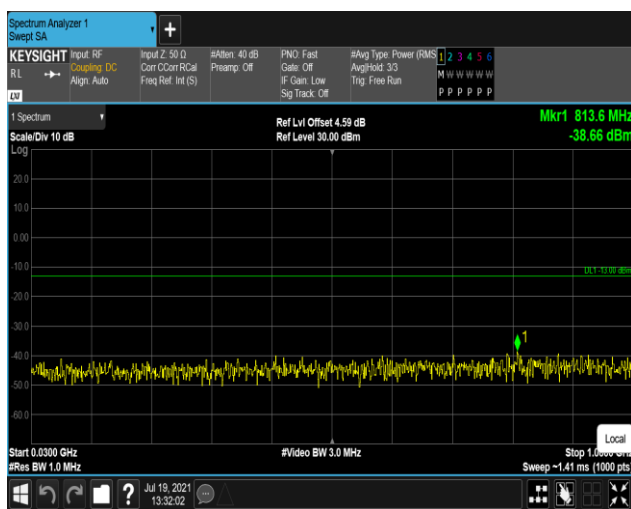 Spectrum Analyzer 1
Swept SA
+
KEYSIGHT Input: RF Input Z: 50 Ω #Atten: 40 dB PNO: Fast #Avg Type: Power (RMS 1 2 3 4 5 6
R L Coupling: DC Corr CCorr RCal Preamp: Off Gate: Off Avg|Hold: 3/3 M W W W W W
Align: Auto Freq Ref: Int (S) IF Gain: Low Trig: Free Run
Sig Track: Off P P P P P P
LXI
1 Spectrum Ref Lvl Offset 4.59 dB Mkr1 813.6 MHz
Scale/Div 10 dB Ref Level 30.00 dBm -38.66 dBm
Log
20.0
10.0
0.00
-10.0
DL1 -13.00 dBm
-20.0
-30.0
1
-40.0
-50.0
-60.0
Local
Start 0.0300 GHz #Video BW 3.0 MHz Stop
#Res BW 1.0 MHz Sweep ~1.41 ms (1000 pts)
? Jul 19, 2021
13:32:02